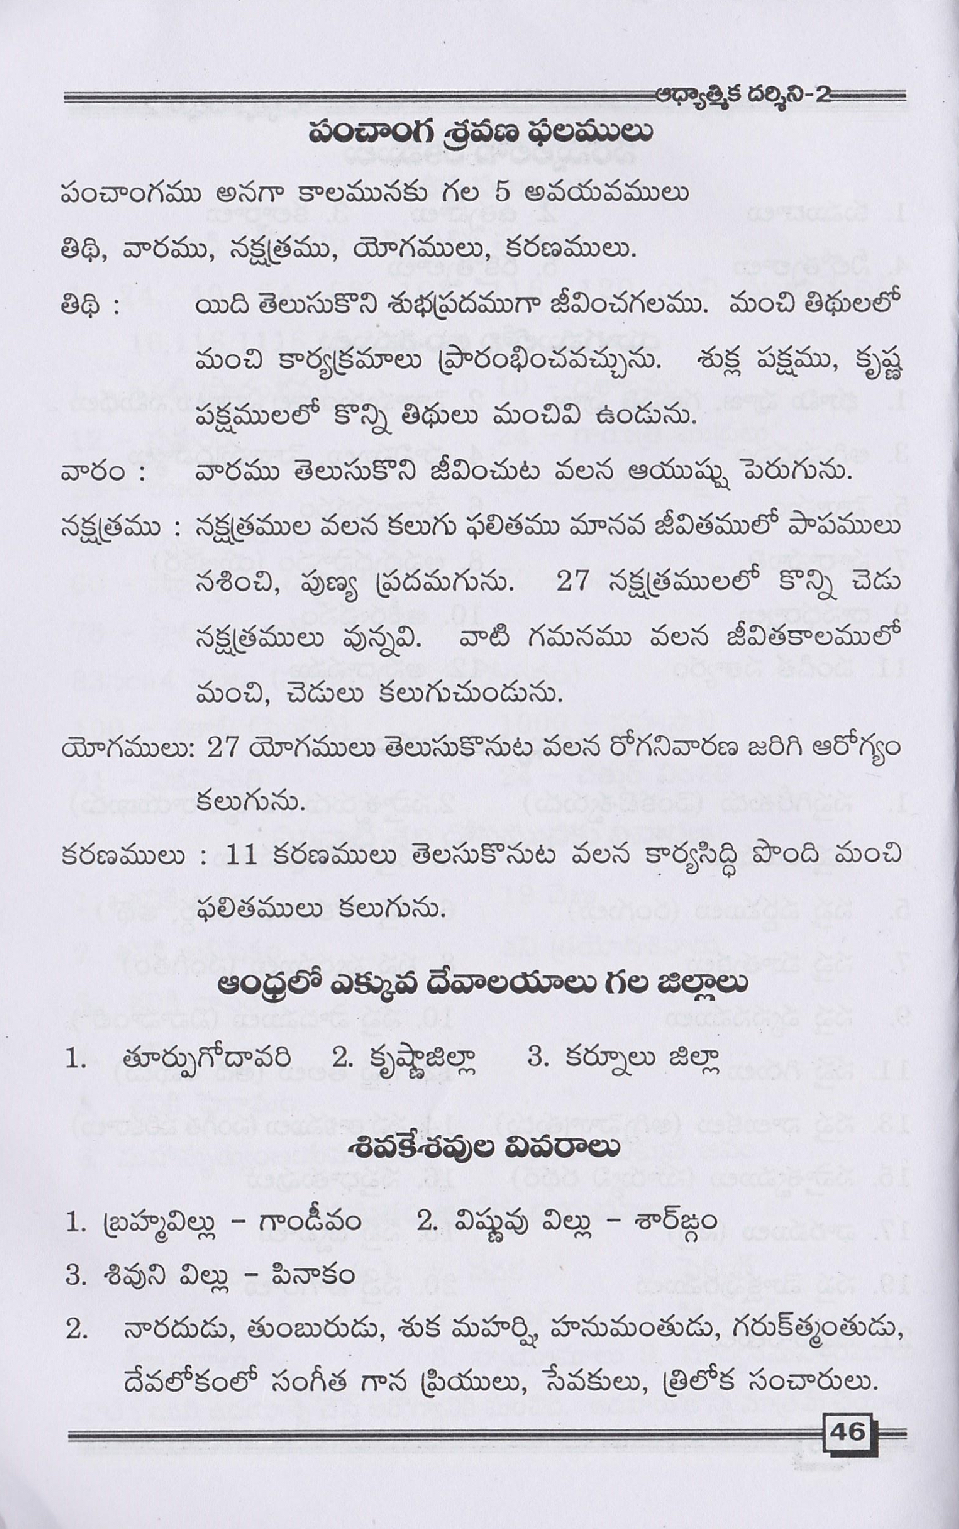 ఆధ్యాత్మిక దర్శిని-2
పంచాంగ శ్రవణ ఫలములు
పంచాంగము అనగా కాలమునకు గల 5 అవయవములు
తిథి, వారము, నక్షత్రము, యోగములు, కరణములు.
తిథి : యిది తెలుసుకొని శుభప్రదముగా జీవించగలము. మంచి తిథులలో
మంచి కార్యక్రమాలు ప్రారంభించవచ్చును. శుక్ల పక్షము, కృష్ణ
పక్షములలో కొన్ని తిథులు మంచివి ఉండును.
వారం : వారము తెలుసుకొని జీవించుట వలన ఆయుష్షు పెరుగును.
నక్షత్రము : నక్షత్రముల వలన కలుగు ఫలితము మానవ జీవితములో పాపములు
నశించి, పుణ్య ప్రదమగును. 27 నక్షత్రములలో కొన్ని చెడు
నక్షత్రములు వున్నవి. వాటి గమనము వలన జీవితకాలములో
మంచి, చెడులు కలుగుచుండును.
యోగములు: 27 యోగములు తెలుసుకొనుట వలన రోగనివారణ జరిగి ఆరోగ్యం
కలుగును.
కరణములు : 11 కరణములు తెలసుకొనుట వలన కార్యసిద్ధి పొంది మంచి
ఫలితములు కలుగును.
ఆంధ్రలో ఎక్కువ దేవాలయాలు గల జిల్లాలు
1. తూర్పుగోదావరి 2. కృష్ణాజిల్లా 3. కర్నూలు జిల్లా
శివకేశవుల వివరాలు
1. బ్రహ్మవిల్లు - గాండీవం 2. విష్ణువు విల్లు - శార్‌ఙ్గం
3. శివుని విల్లు - పినాకం
2. నారదుడు, తుంబురుడు, శుక మహర్షి, హనుమంతుడు, గరుక్‌త్మంతుడు,
దేవలోకంలో సంగీత గాన ప్రియులు, సేవకులు, త్రిలోక సంచారులు.
46